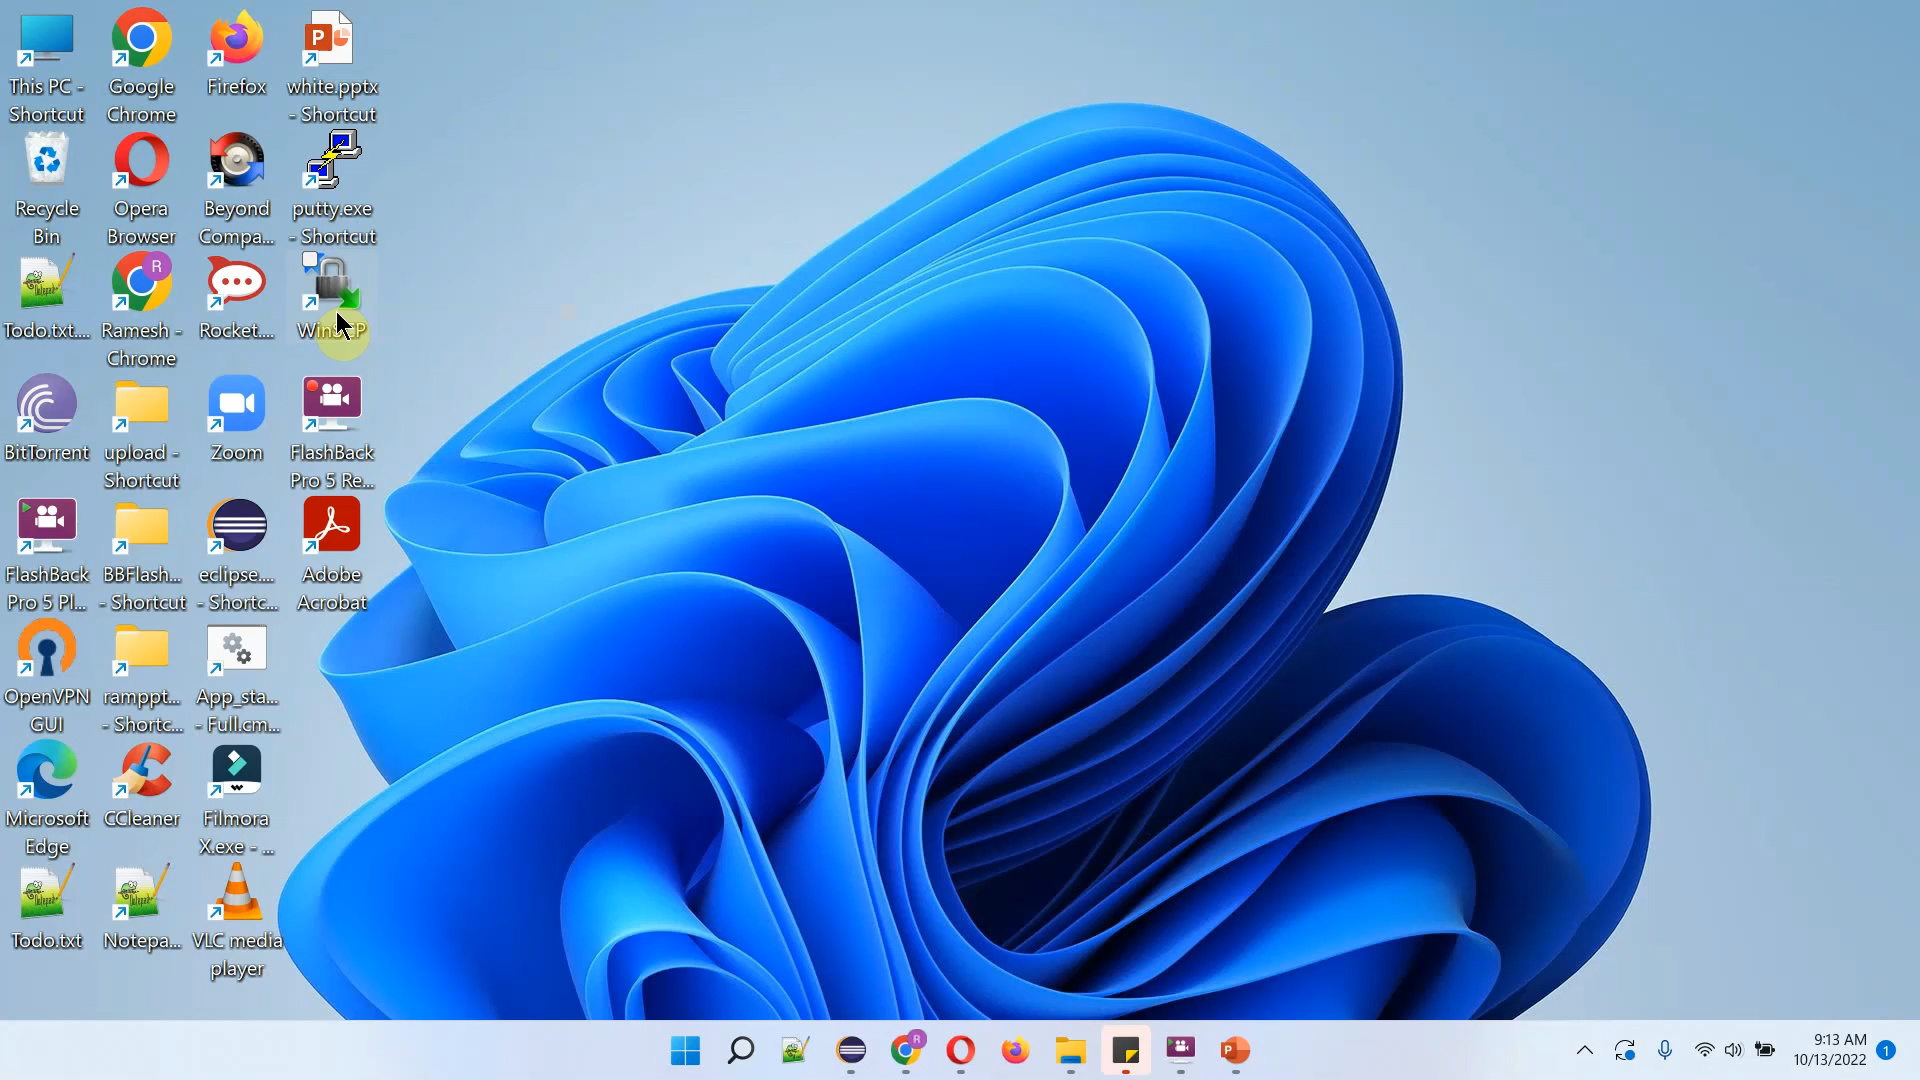 This PC -
Shortcut
Google
Chrome
Firefox
white.pptx
- Shortcut
Recycle
Bin
Opera
Browser
Beyond
Compa...
putty.exe
- Shortcut
Todo.txt....
Ramesh -
Chrome
Rocket....
WinSCP
BitTorrent
upload -
Shortcut
Zoom
FlashBack
Pro 5 Re...
FlashBack
Pro 5 Pl...
BBFlash...
- Shortcut
eclipse....
- Shortc...
Adobe
Acrobat
OpenVPN
GUI
ramppt...
- Shortc...
App_sta...
- Full.cm...
Microsoft
Edge
CCleaner
Filmora
X.exe - ...
Todo.txt
Notepa...
VLC media
player
9:13 AM
10/13/2022
1